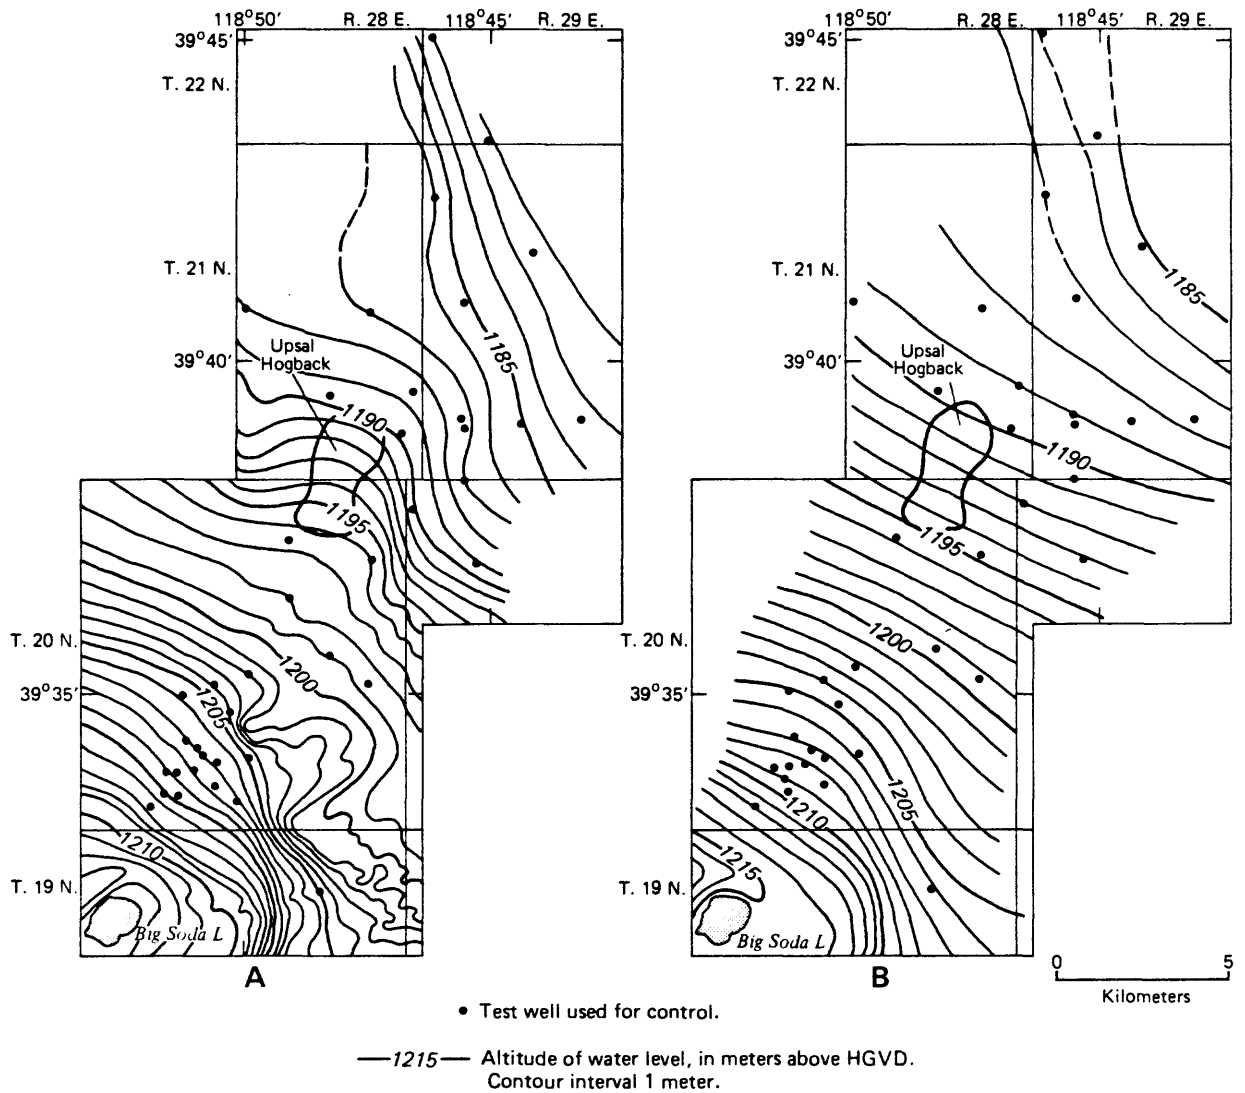 118°50' R. 28 E. 118°45' R. 29 E.
39°45'
T. 22 N.
T. 21 N.
39°40'
Upsal
Hogback
1185
1190
1195
T. 20 N.
39°35'
1200
1205
1210
T. 19 N.
Big Soda L
A
118°50' R. 28 E. 118°45' R. 29 E.
39°45'
T. 22 N.
T. 21 N.
1185
39°40'
Upsal
Hogback
1190
1195
T. 20 N.
1200
39°35'
1205
1210
1215
T. 19 N.
Big Soda L
B
0 5
Kilometers
Test well used for control.
1215 Altitude of water level, in meters above HGVD.
Contour interval 1 meter.